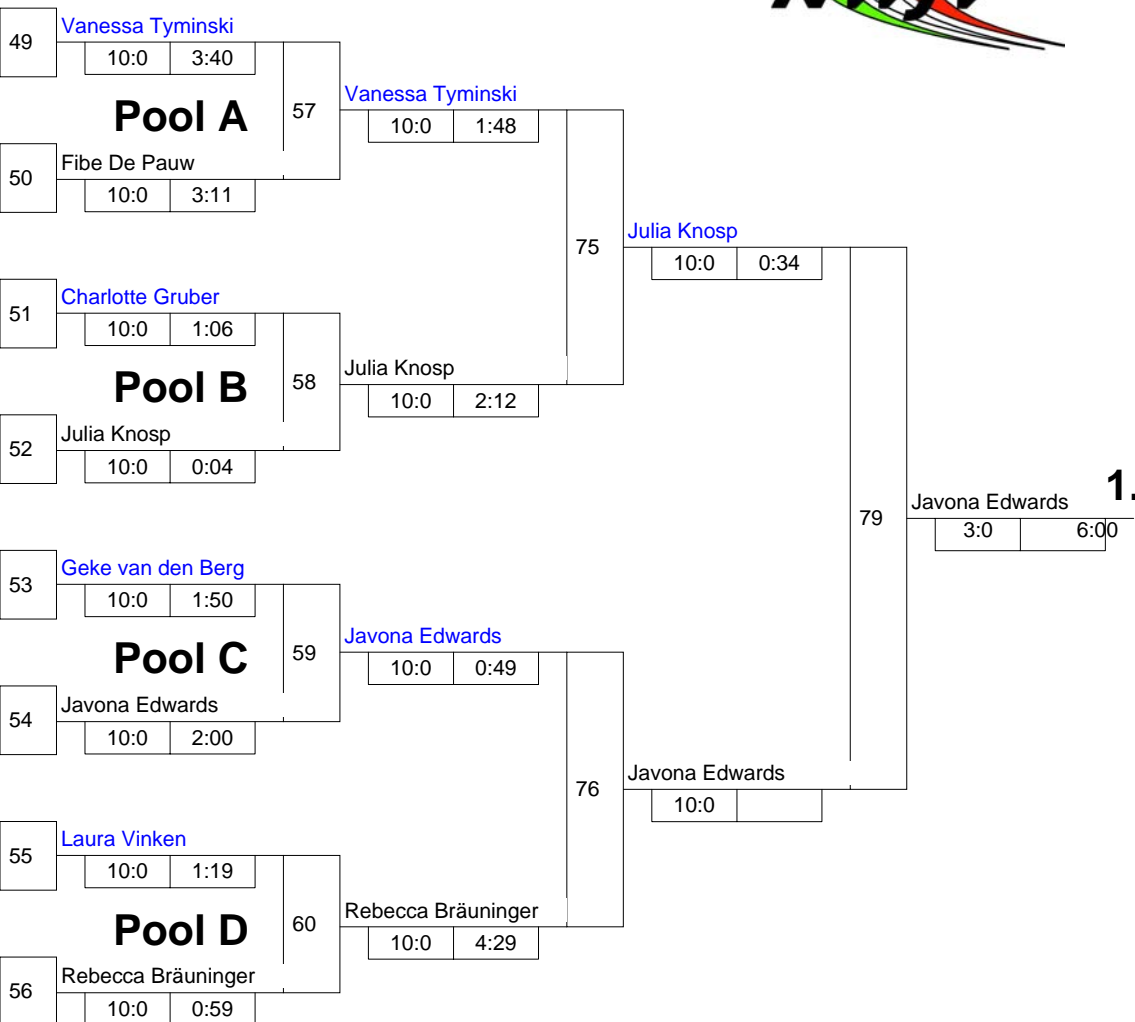 49
Vanessa Tyminski
10:0 3:40
Pool A
57
Vanessa Tyminski
10:0 1:48
50
Fibe De Pauw
10:0 3:11
75
Julia Knosp
10:0 0:34
51
Charlotte Gruber
10:0 1:06
Pool B
58
Julia Knosp
10:0 2:12
52
Julia Knosp
10:0 0:04
79
Javona Edwards 1.
3:0 6:00
53
Geke van den Berg
10:0 1:50
Pool C
59
Javona Edwards
10:0 0:49
54
Javona Edwards
10:0 2:00
76
Javona Edwards
10:0
55
Laura Vinken
10:0 1:19
Pool D
60
Rebecca Bräuninger
10:0 4:29
56
Rebecca Bräuninger
10:0 0:59